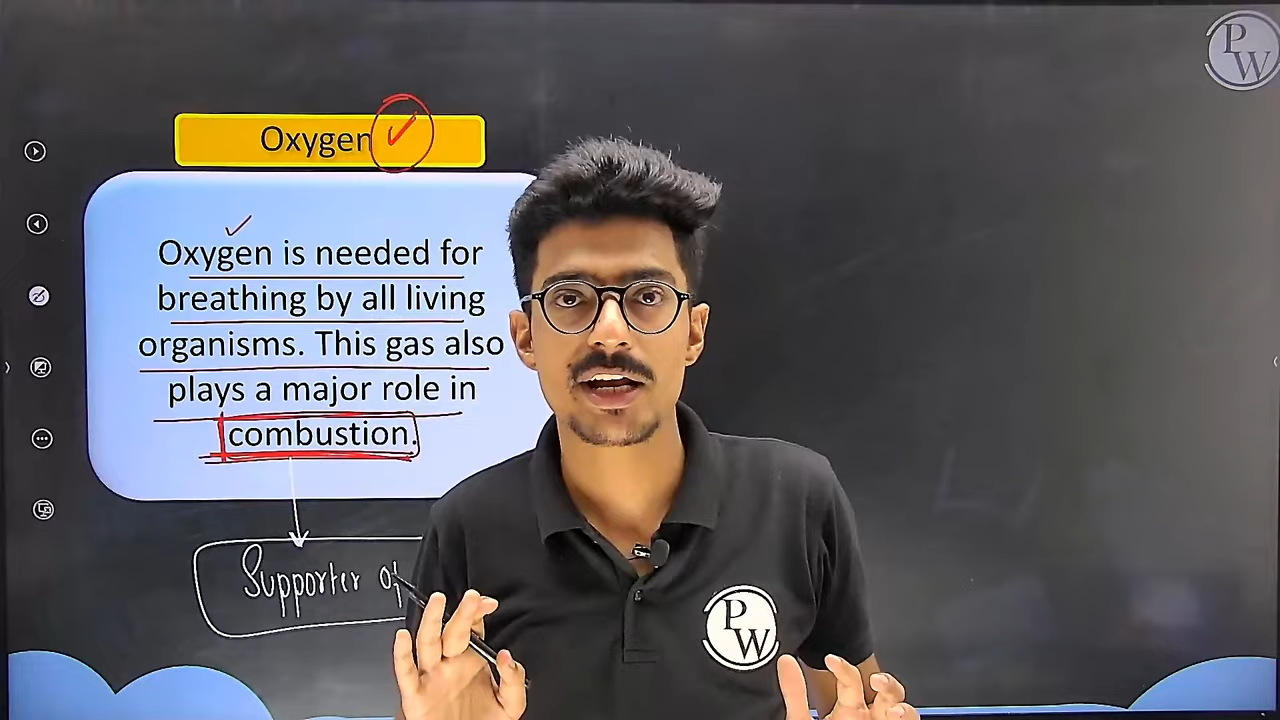 PW
Oxygen
Oxygen is needed for
breathing by all living
organisms. This gas also
plays a major role in
combustion.
Supporter of
PW